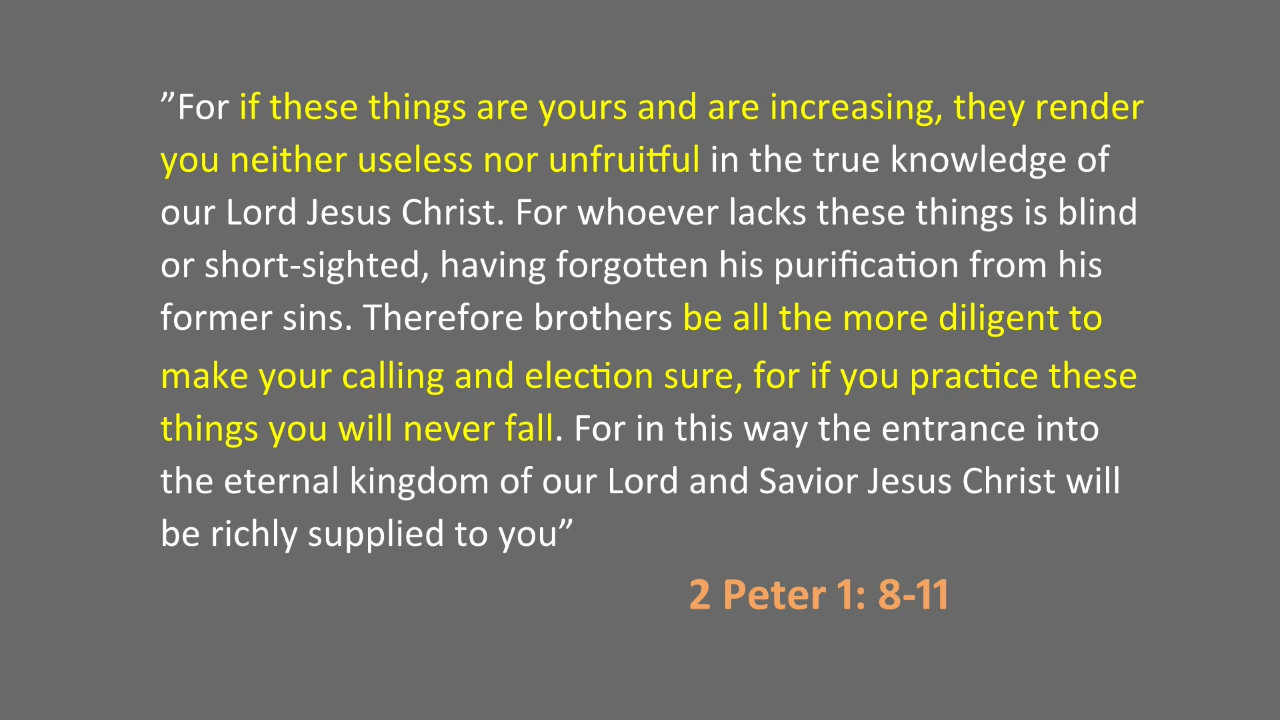 ”For if these things are yours and are increasing, they render
you neither useless nor unfruitful in the true knowledge of
our Lord Jesus Christ. For whoever lacks these things is blind
or short-sighted, having forgotten his purification from his
former sins. Therefore brothers be all the more diligent to
make your calling and election sure, for if you practice these
things you will never fall. For in this way the entrance into
the eternal kingdom of our Lord and Savior Jesus Christ will
be richly supplied to you”
2 Peter 1: 8-11